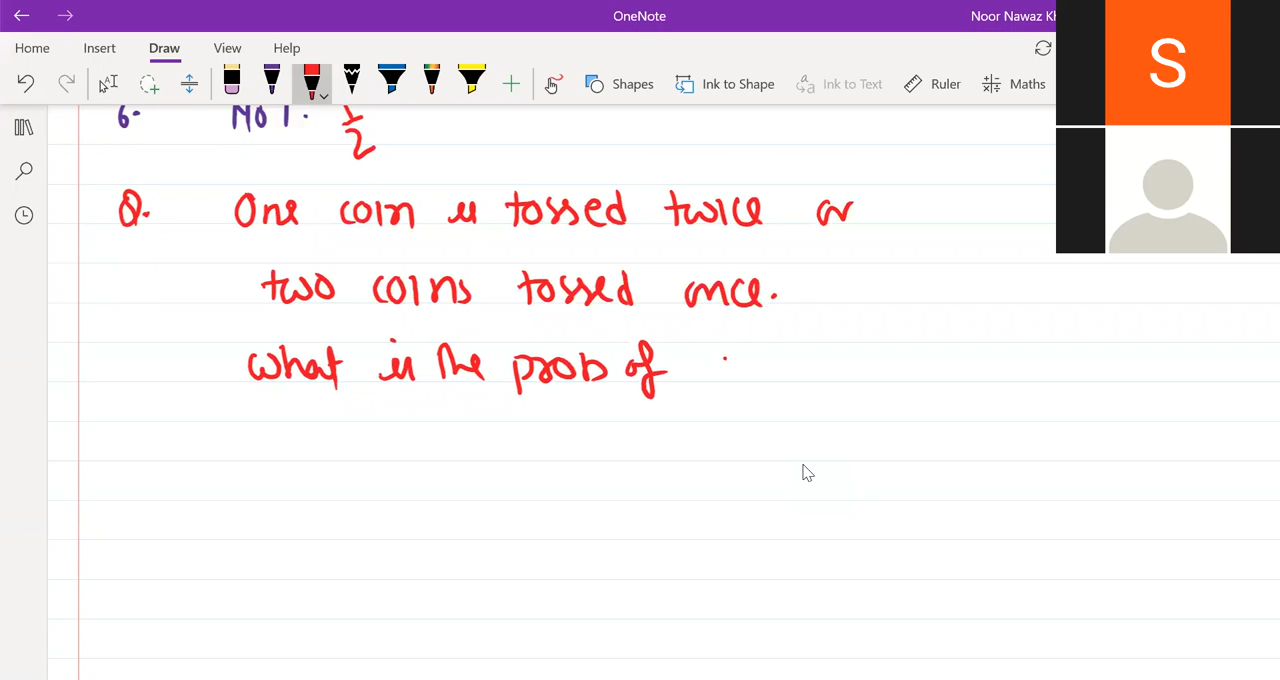 OneNote
Noor Nawaz Kh
Home Insert Draw View Help
Shapes Ink to Shape Ink to Text Ruler Maths
S
6. No T. 1/2
Q. One coin is tossed twice or
two coins tossed once.
What is the prob of